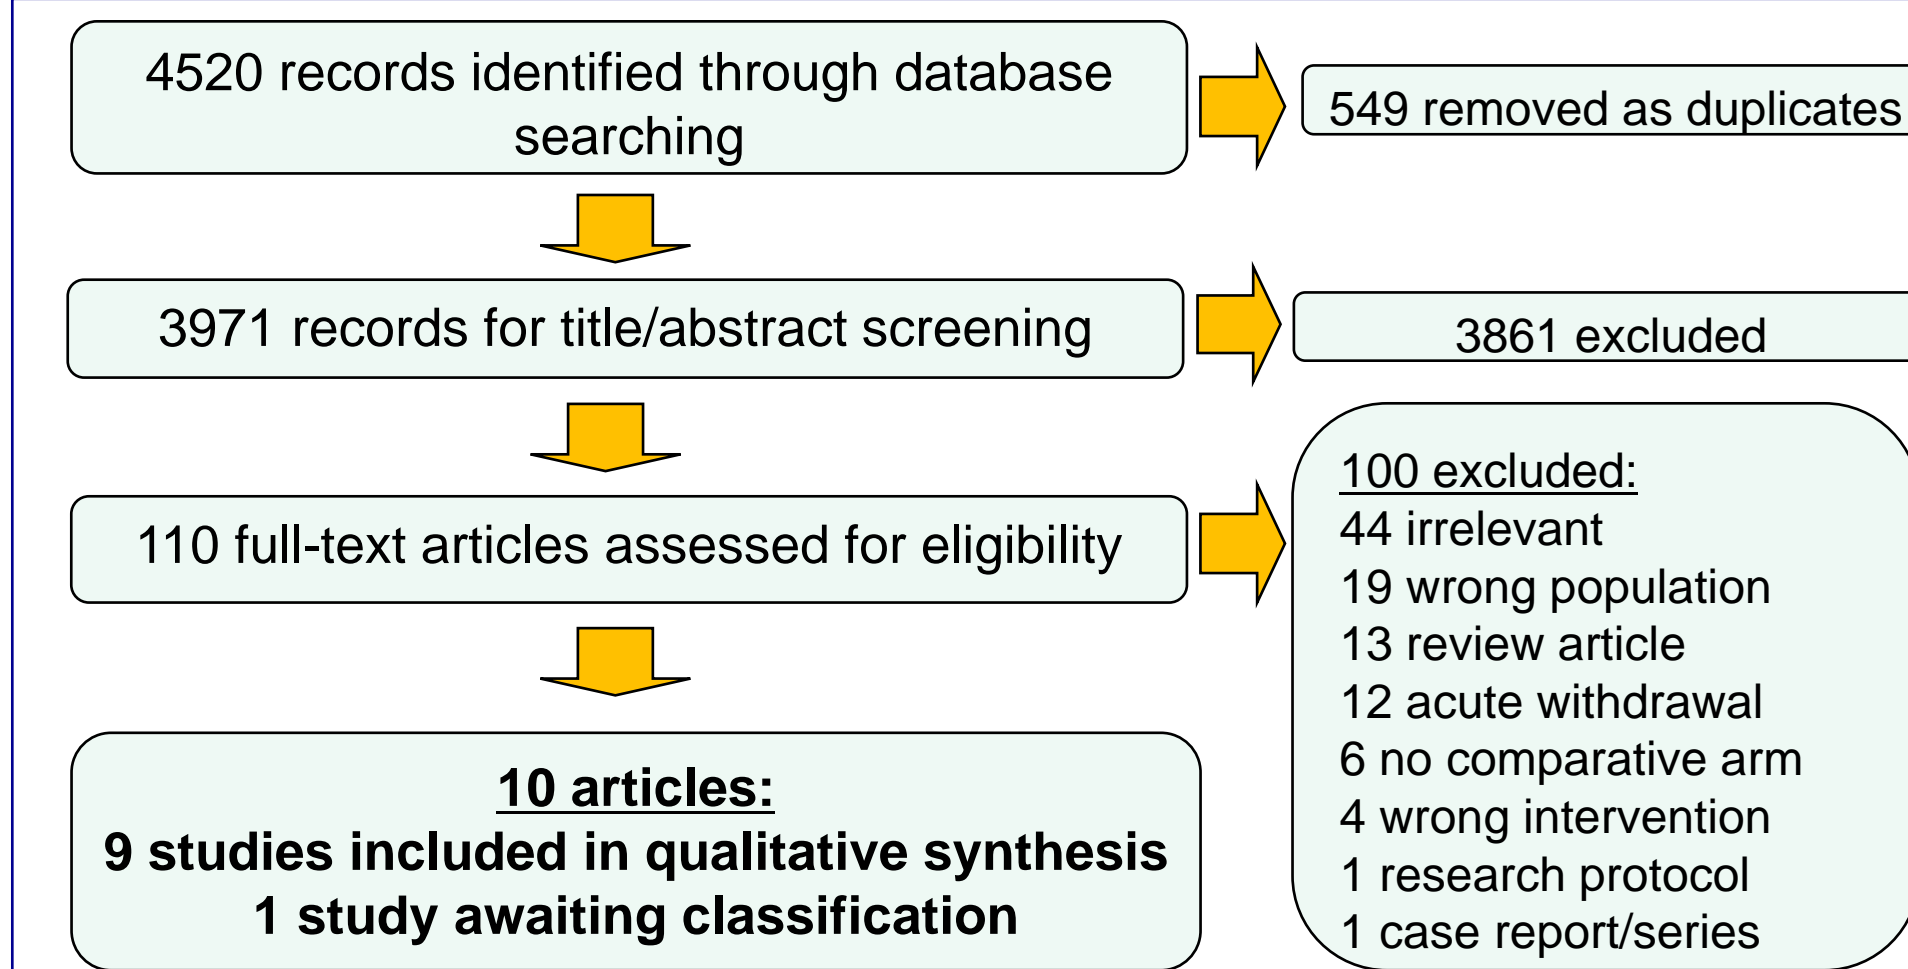 4520 records identified through database
searching
549 removed as duplicates
3971 records for title/abstract screening
3861 excluded
110 full-text articles assessed for eligibility
100 excluded:
44 irrelevant
19 wrong population
13 review article
12 acute withdrawal
6 no comparative arm
4 wrong intervention
1 research protocol
1 case report/series
10 articles:
9 studies included in qualitative synthesis
1 study awaiting classification